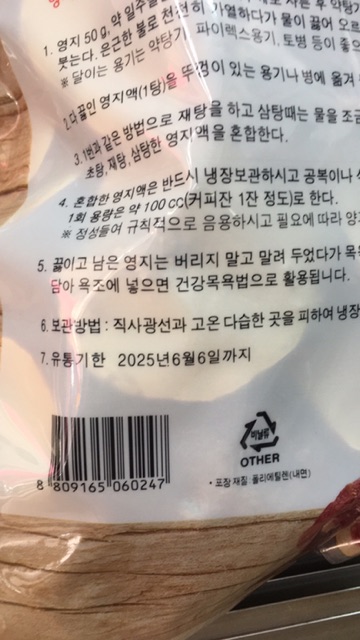 1. 영지 50g, 약 일주일
붓는다. 은근한 불로 천천히 가열하다가 물이 끓어 오르
※ 달이는 용기는 약탕기, 파이렉스용기, 토병 등이 좋
2. 다 끓인 영지액(1탕)을 뚜껑이 있는 용기나 병에 옮겨
3. 1번과 같은 방법으로 재탕을 하고 삼탕때는 물을 조금
초탕, 재탕, 삼탕한 영지액을 혼합한다.
4. 혼합한 영지액은 반드시 냉장보관하시고 공복이나
1회 용량은 약 100cc(커피잔 1잔 정도)로 한다.
※ 정성들여 규칙적으로 음용하시고 필요에 따라
5. 끓이고 남은 영지는 버리지 말고 말려 두었다가
담아 욕조에 넣으면 건강목욕법으로 활용됩니다.
6. 보관방법 : 직사광선과 고온 다습한 곳을 피하여 냉장
7. 유통기한 2025년6월6일까지
비닐류
OTHER
• 포장 재질: 폴리에틸렌(내면)
8 809165 060247